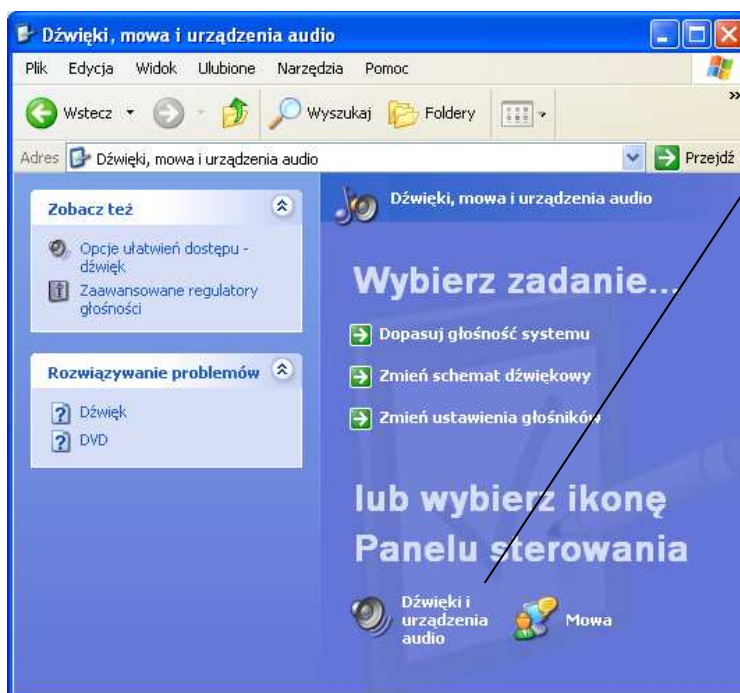 Dźwięki, mowa i urządzenia audio
Plik Edycja Widok Ulubione Narzędzia Pomoc
Wstecz Wyszukaj Foldery »
Adres Dźwięki, mowa i urządzenia audio Przejdź
Zobacz też
Opcje ułatwień dostępu -
dźwięk
Zaawansowane regulatory
głośności
Rozwiązywanie problemów
Dźwięk
DVD
Dźwięki, mowa i urządzenia audio
Wybierz zadanie...
Dopasuj głośność systemu
Zmień schemat dźwiękowy
Zmień ustawienia głośników
lub wybierz ikonę
Panelu sterowania
Dźwięki i
urządzenia
audio
Mowa